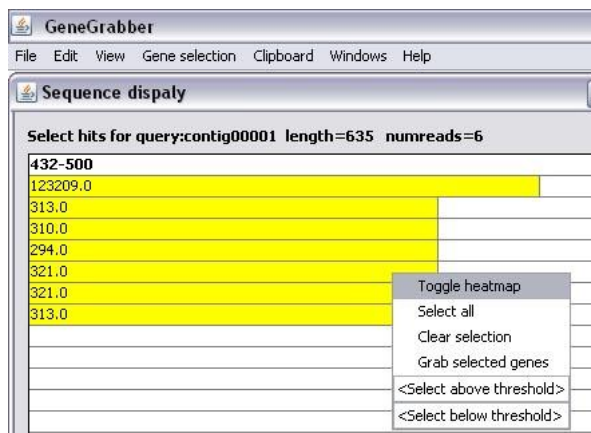 GeneGrabber
File Edit View Gene selection Clipboard Windows Help
Sequence dispaly
Select hits for query:contig00001 length=635 numreads=6
432-500
123209.0
313.0
310.0
294.0
321.0
321.0
313.0
Toggle heatmap
Select all
Clear selection
Grab selected genes
<Select above threshold>
<Select below threshold>